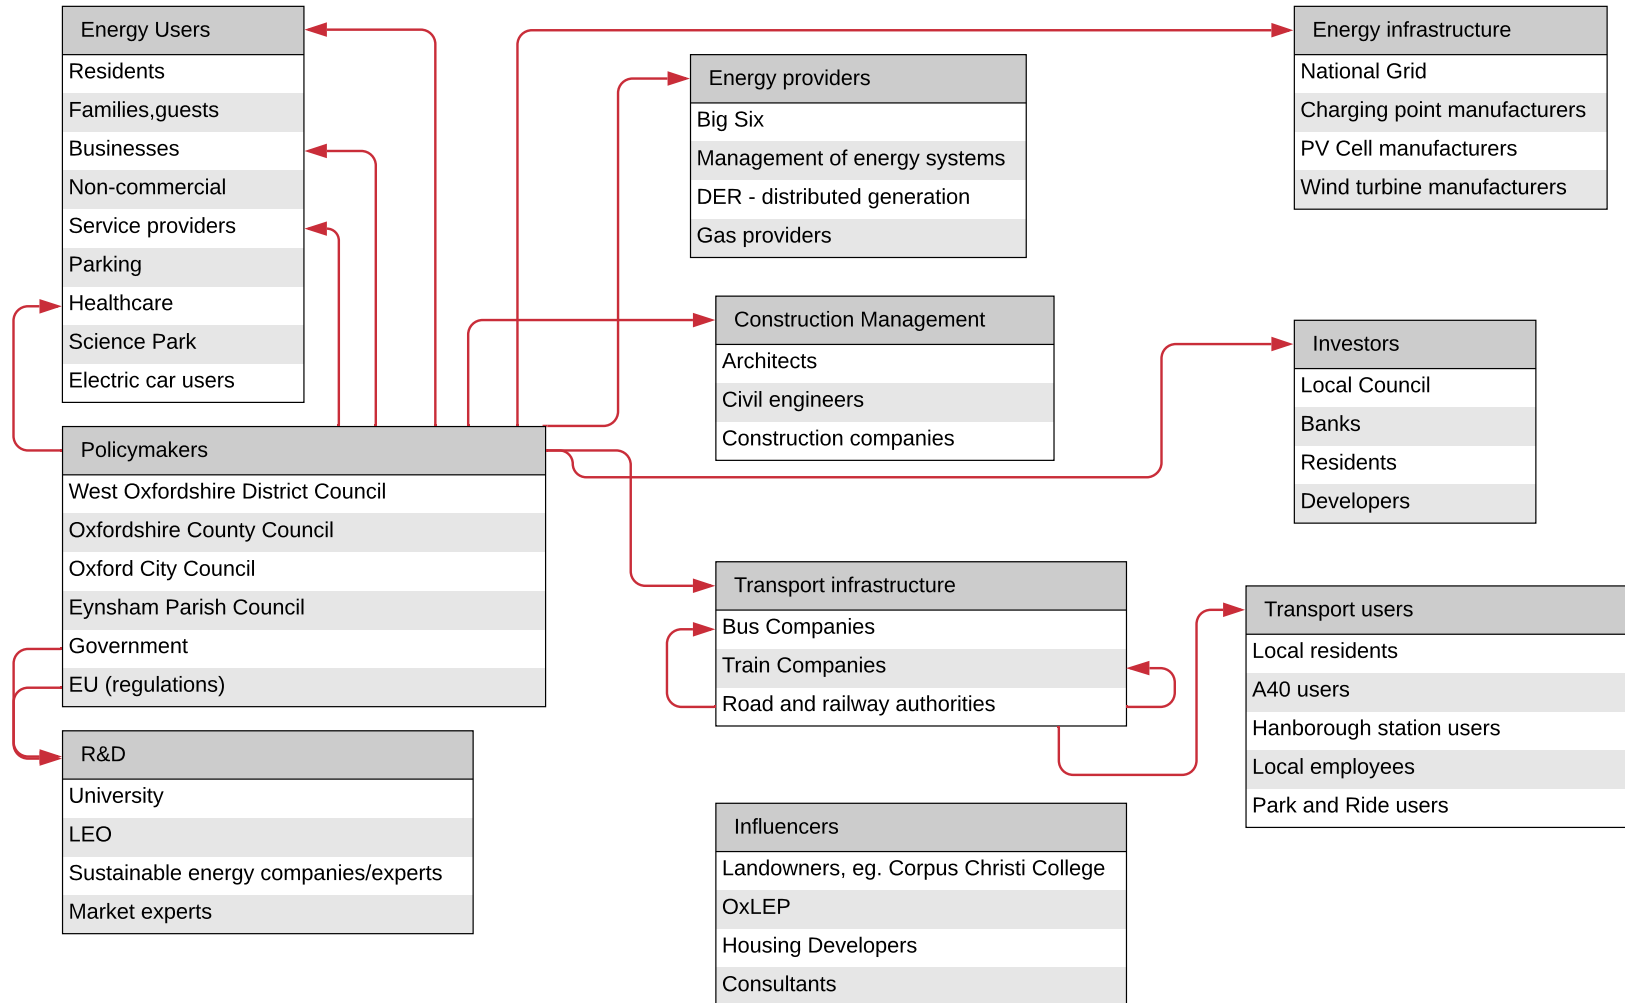 Energy Users
Residents
Families,guests
Businesses
Non-commercial
Service providers
Parking
Healthcare
Science Park
Electric car users
Policymakers
West Oxfordshire District Council
Oxfordshire County Council
Oxford City Council
Eynsham Parish Council
Government
EU (regulations)
R&D
University
LEO
Sustainable energy companies/experts
Market experts
Energy providers
Big Six
Management of energy systems
DER - distributed generation
Gas providers
Construction Management
Architects
Civil engineers
Construction companies
Transport infrastructure
Bus Companies
Train Companies
Road and railway authorities
Influencers
Landowners, eg. Corpus Christi College
OxLEP
Housing Developers
Consultants
Energy infrastructure
National Grid
Charging point manufacturers
PV Cell manufacturers
Wind turbine manufacturers
Investors
Local Council
Banks
Residents
Developers
Transport users
Local residents
A40 users
Hanborough station users
Local employees
Park and Ride users